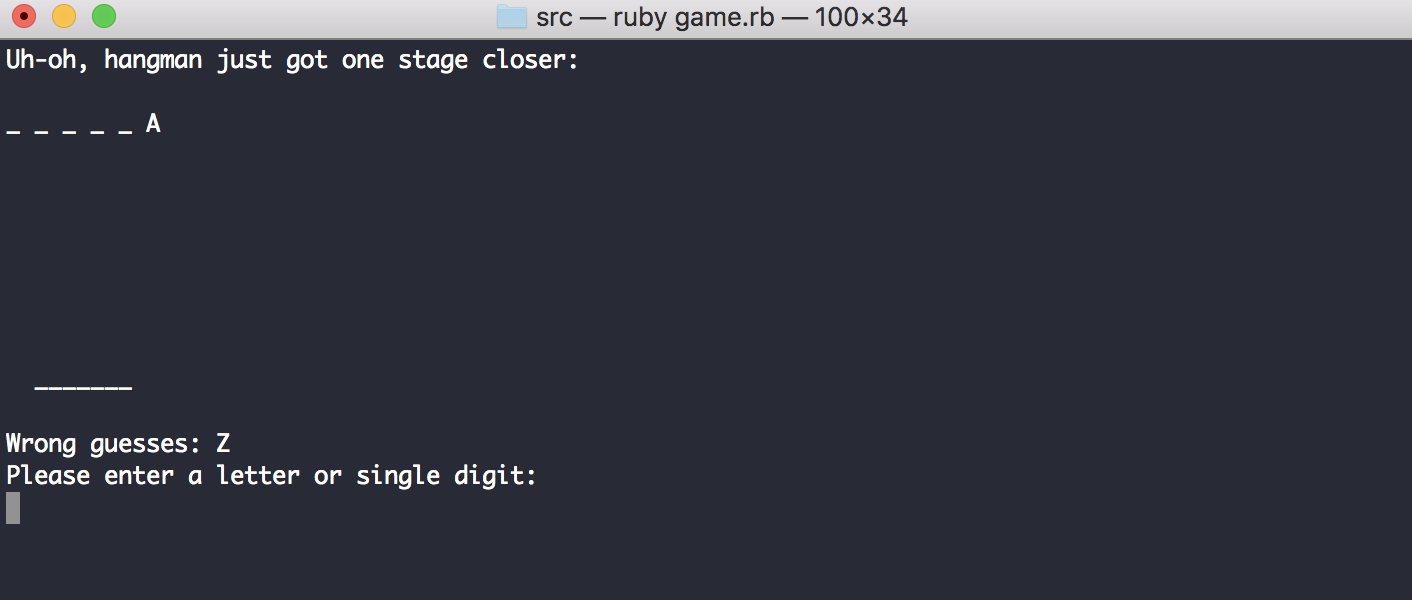 src — ruby game.rb — 100×34
Uh-oh, hangman just got one stage closer:
_ _ _ _ _ A
_______
Wrong guesses: Z
Please enter a letter or single digit: